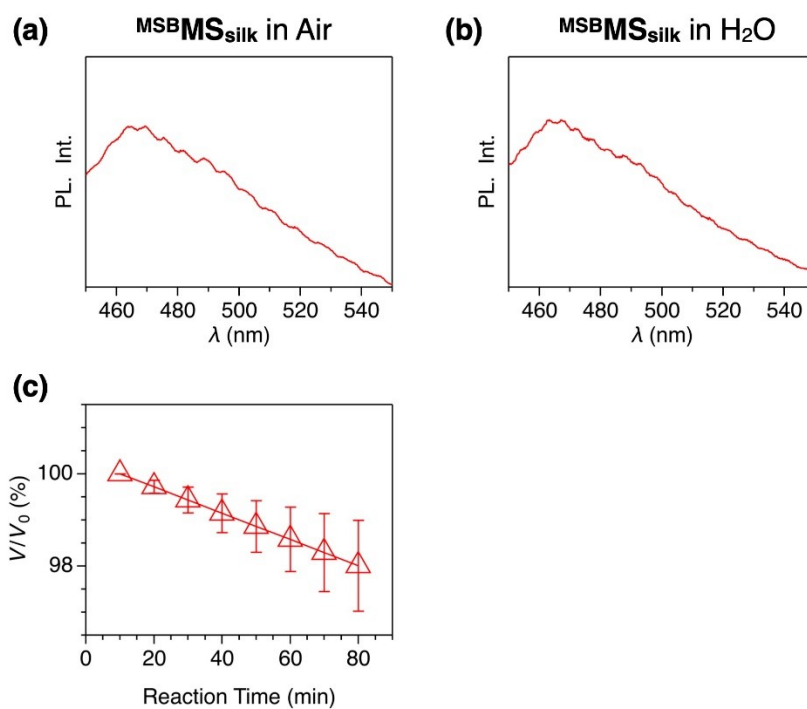 (a) MSBMSsilk in Air
PL. Int.
460 480 500 520 540
λ (nm)
(b) MSBMSsilk in H2O
PL. Int.
460 480 500 520 540
λ (nm)
(c)
V/V0 (%)
100
98
0 20 40 60 80
Reaction Time (min)